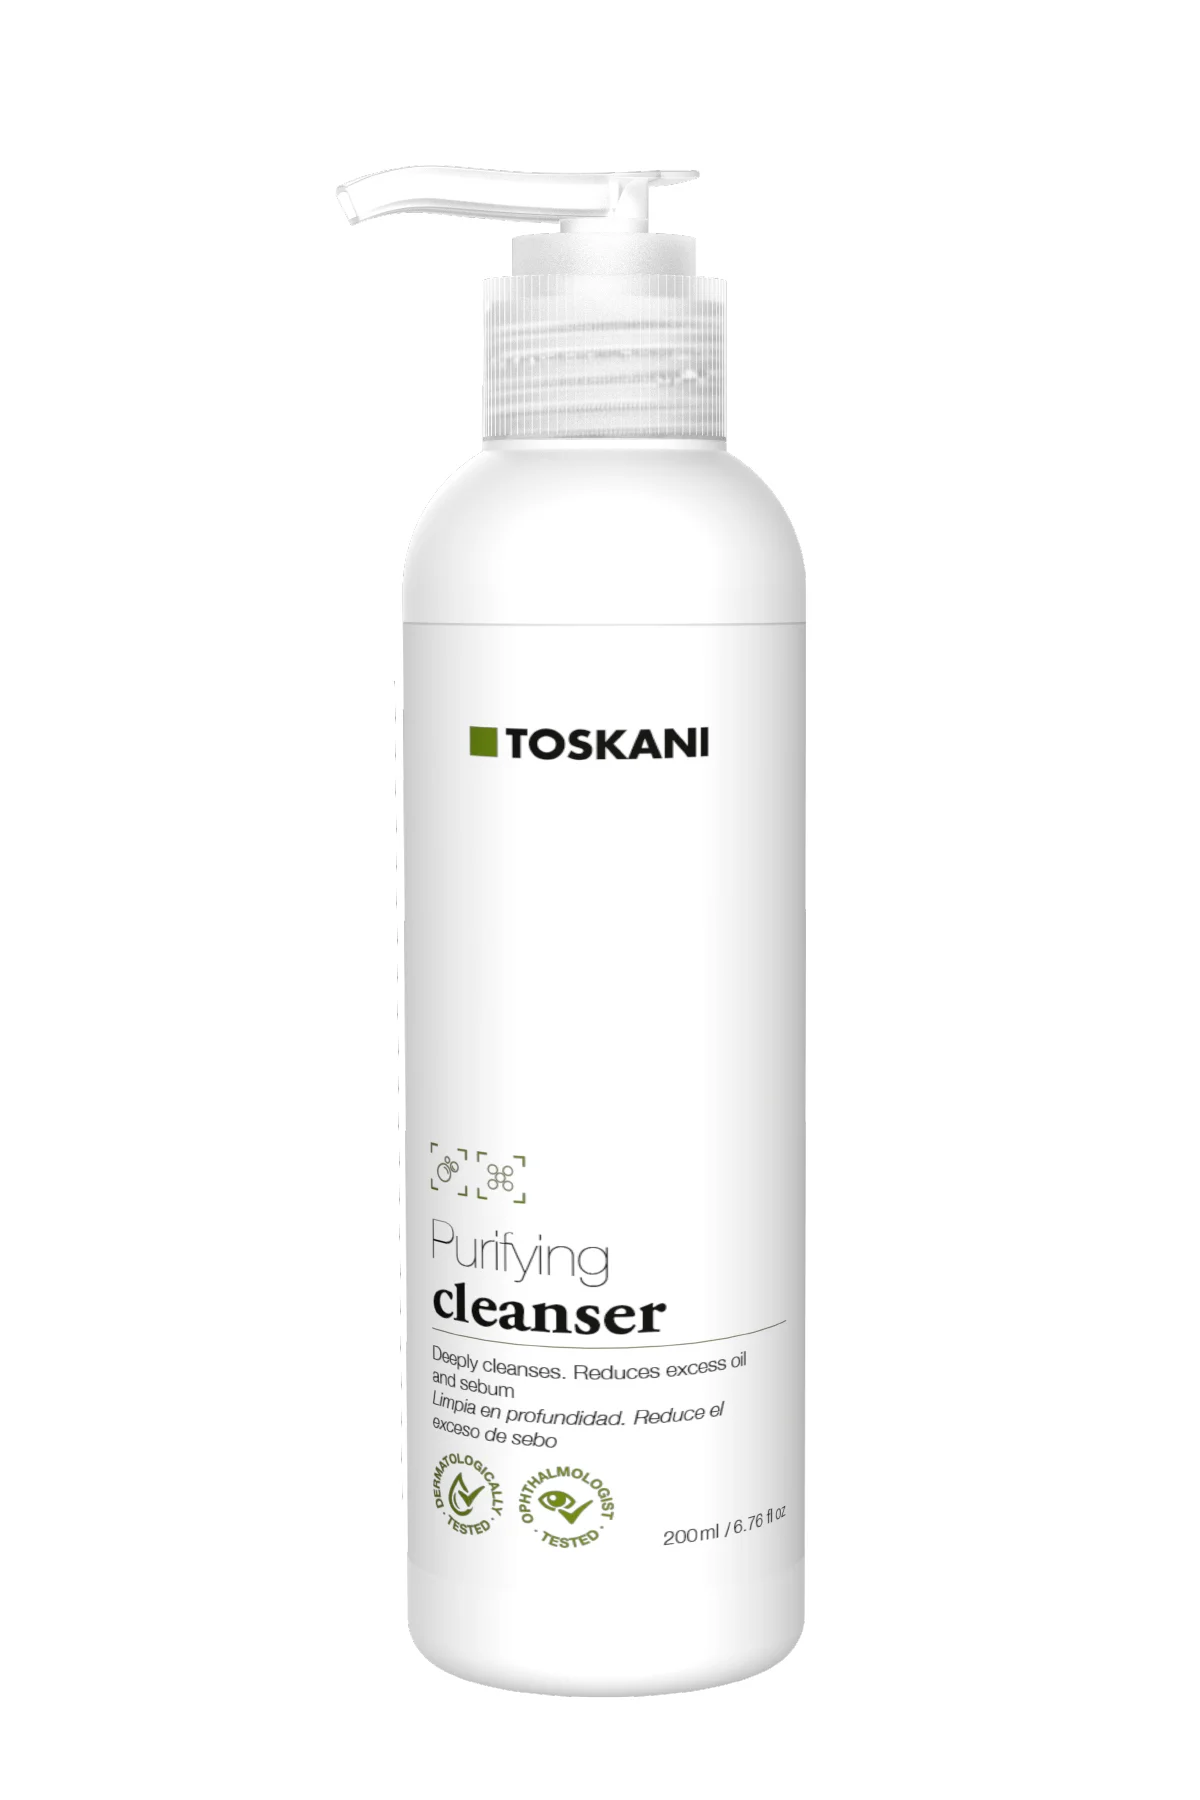 TOSKANI
Purifying
cleanser
Deeply cleanses. Reduces excess oil
and sebum
Limpia en profundidad. Reduce el
exceso de sebo
DERMATOLOGICALLY
· TESTED ·
OPHTHALMOLOGIST
· TESTED ·
200ml / 6.76 fl oz